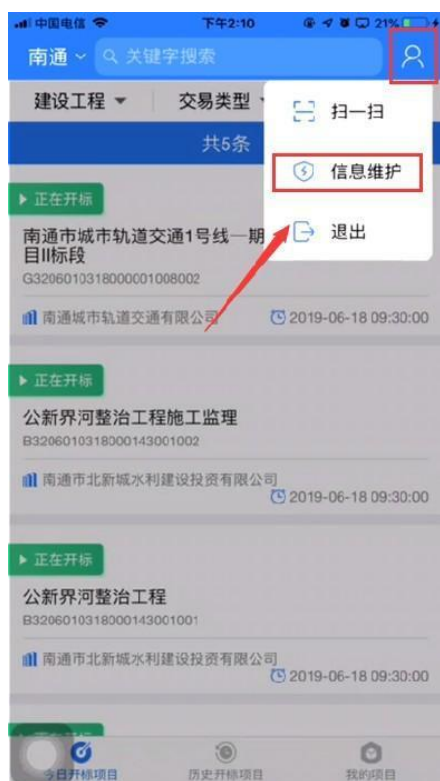 中国电信 下午2:10 21%
南通 关键字搜索
建设工程 交易类型
扫一扫
共5条
信息维护
正在开标
退出
南通市城市轨道交通1号线一期
目II标段
G3206010318000001008002
南通城市轨道交通有限公司 2019-06-18 09:30:00
正在开标
公新界河整治工程施工监理
B3206010318000143001002
南通市北新城水利建设投资有限公司
2019-06-18 09:30:00
正在开标
公新界河整治工程
B3206010318000143001001
南通市北新城水利建设投资有限公司
2019-06-18 09:30:00
今日开标项目 历史开标项目 我的项目